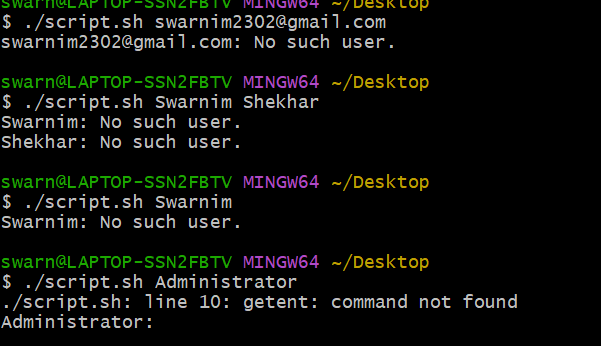 swarn@LAPTOP-SSN2FBTV MINGW64 ~/Desktop
$ ./script.sh swarnim2302@gmail.com
swarnim2302@gmail.com: No such user.
swarn@LAPTOP-SSN2FBTV MINGW64 ~/Desktop
$ ./script.sh Swarnim Shekhar
Swarnim: No such user.
Shekhar: No such user.
swarn@LAPTOP-SSN2FBTV MINGW64 ~/Desktop
$ ./script.sh Swarnim
Swarnim: No such user.
swarn@LAPTOP-SSN2FBTV MINGW64 ~/Desktop
$ ./script.sh Administrator
./script.sh: line 10: getent: command not found
Administrator: